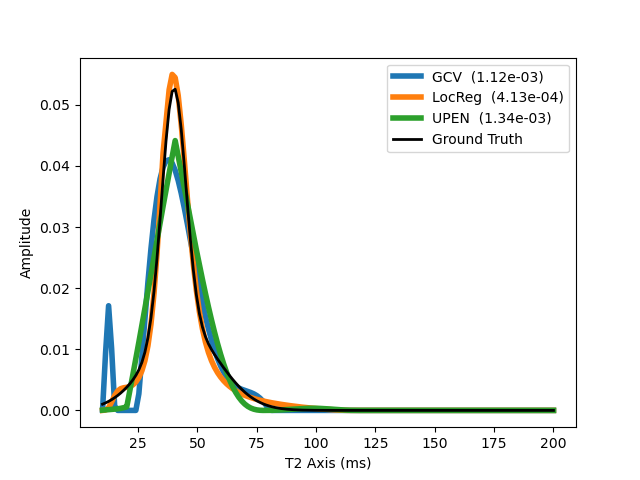 GCV  (1.12e-03)
LocReg  (4.13e-04)
UPEN  (1.34e-03)
Ground Truth
Amplitude
0.05
0.04
0.03
0.02
0.01
0.00
25 50 75 100 125 150 175 200
T2 Axis (ms)